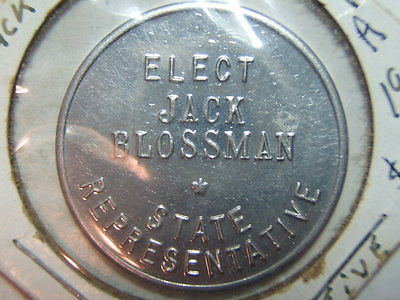 ELECT
JACK
BLOSSMAN
STATE
REPRESENTATIVE